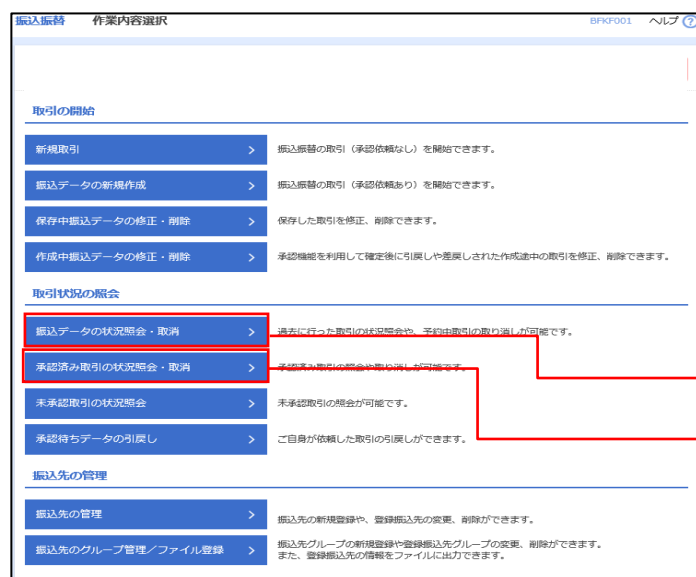 振込振替 作業内容選択 BFKF001 ヘルプ ?
取引の開始
新規取引 > 振込振替の取引（承認依頼なし）を開始できます。
振込データの新規作成 > 振込振替の取引（承認依頼あり）を開始できます。
保存中振込データの修正・削除 > 保存した取引を修正、削除できます。
作成中振込データの修正・削除 > 承認機能を利用して確定後に引戻しや差戻しされた作成途中の取引を修正、削除できます。
取引状況の照会
振込データの状況照会・取消 > 過去に行った取引の状況照会や、予約中取引の取り消しが可能です。
承認済み取引の状況照会・取消 > 承認済み取引の照会や取り消しが可能です。
未承認取引の状況照会 > 未承認取引の照会が可能です。
承認待ちデータの引戻し > ご自身が依頼した取引の引戻しができます。
振込先の管理
振込先の管理 > 振込先の新規登録や、登録振込先の変更、削除ができます。
振込先のグループ管理／ファイル登録 > 振込先グループの新規登録や登録振込先グループの変更、削除ができます。
また、登録振込先の情報をファイルに出力できます。